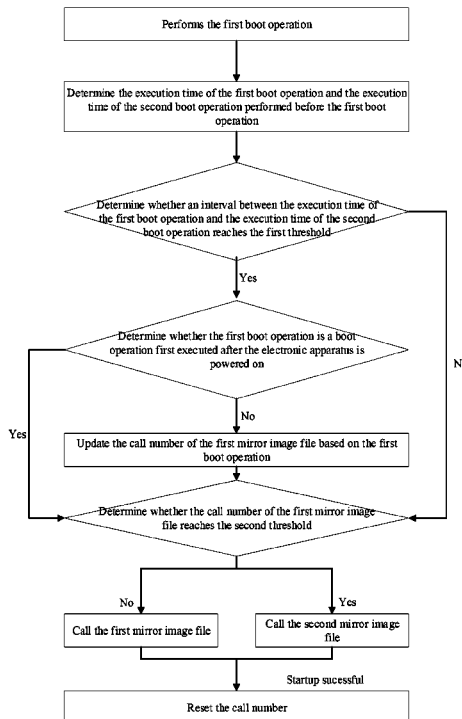 Performs the first boot operation
Determine the execution time of the first boot operation and the execution
time of the second boot operation performed before the first boot
operation
Determine whether an interval between the execution time of
the first boot operation and the execution time of the second
boot operation reaches the first threshold
Yes
Determine whether the first boot operation is a boot
operation first executed after the electronic apparatus is
powered on
N
No
Yes
Update the call number of the first mirror image file based on the first
boot operation
Determine whether the call number of the first mirror image
file reaches the second threshold
No
Yes
Call the first mirror image file
Call the second mirror image
file
Startup sucessful
Reset the call number